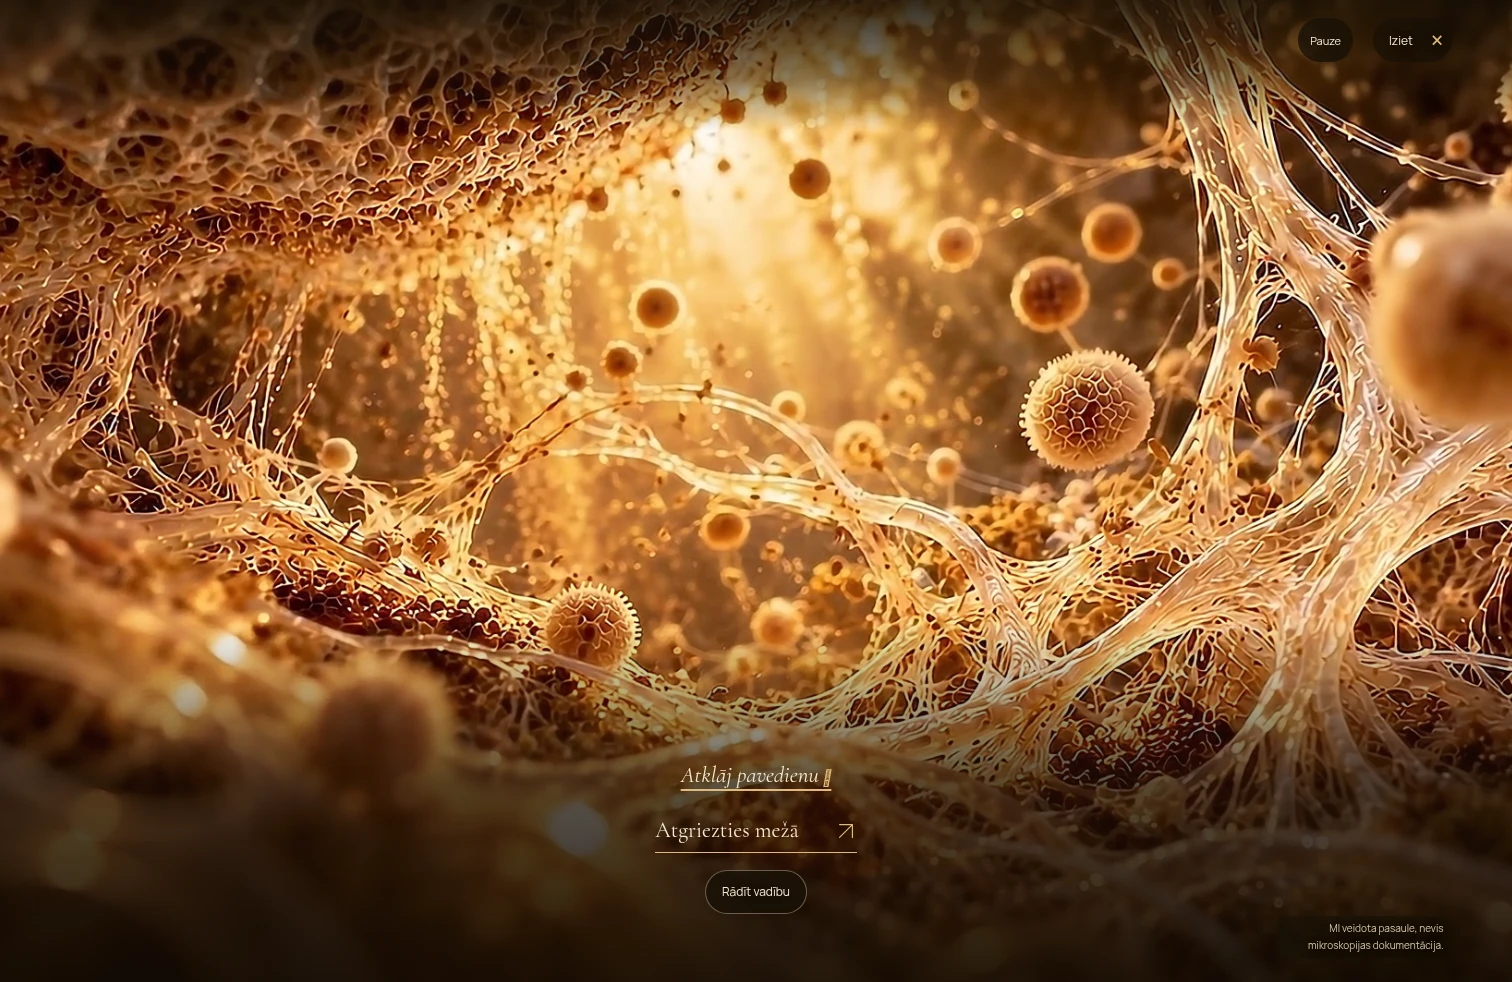 Pauze
Iziet
Atklāj pavedienu
Atgriezties mežā
Rādīt vadību
MI veidota pasaule, nevis
mikroskopijas dokumentācija.